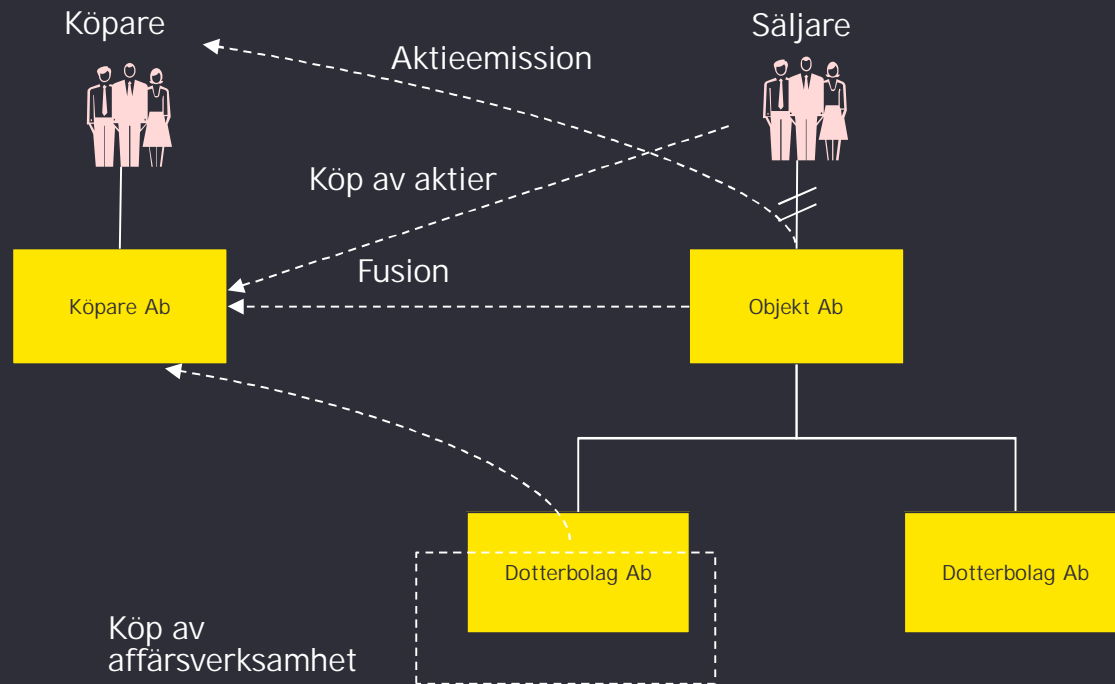 Köpare
Säljare
Aktieemission
Köp av aktier
Fusion
Köpare Ab
Objekt Ab
Dotterbolag Ab
Dotterbolag Ab
Köp av
affärsverksamhet